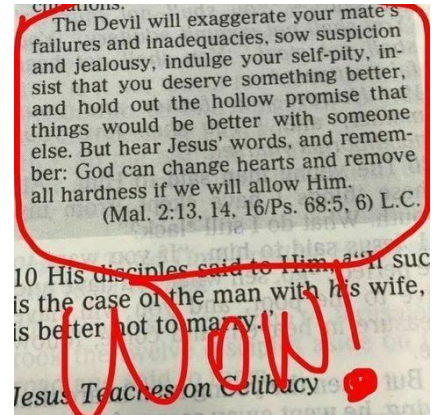 The Devil will exaggerate your mate's
failures and inadequacies, sow suspicion
and jealousy, indulge your self-pity, in-
sist that you deserve something better,
and hold out the hollow promise that
things would be better with someone
else. But hear Jesus' words, and remem-
ber: God can change hearts and remove
all hardness if we will allow Him.
(Mal. 2:13, 14, 16/Ps. 68:5, 6) L.C.
10 His disciples said to Him, a"If suc
is the case of the man with his wife,
is better not to marry."
Wow!
Jesus Teaches on Celibacy